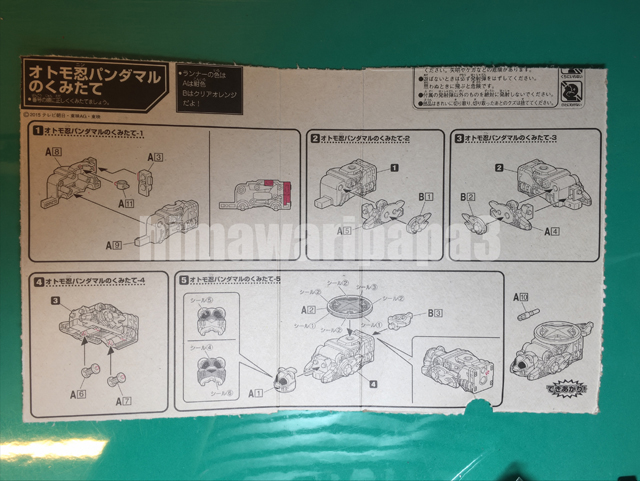 オトモ忍パンダマル
のくみたて
●番号の順に正しくくみたてましょう。
©2015 テレビ朝日・東映AG・東映
●ランナーの色は
Aは紺色
Bはクリアオレンジ
だよ!
1 オトモ忍パンダマルのくみたて-1
A8
A3
A11
A9
2 オトモ忍パンダマルのくみたて-2
1
B1
A5
3 オトモ忍パンダマルのくみたて-3
2
B2
A4
4 オトモ忍パンダマルのくみたて-4
3
A6
A7
5 オトモ忍パンダマルのくみたて-5
シール⑤
シール④
シール⑥
A1
シール②
シール②
シール③
シール②
A2
シール①
シール②
シール①
B3
4
A10
できあがり!
himawaripapa3